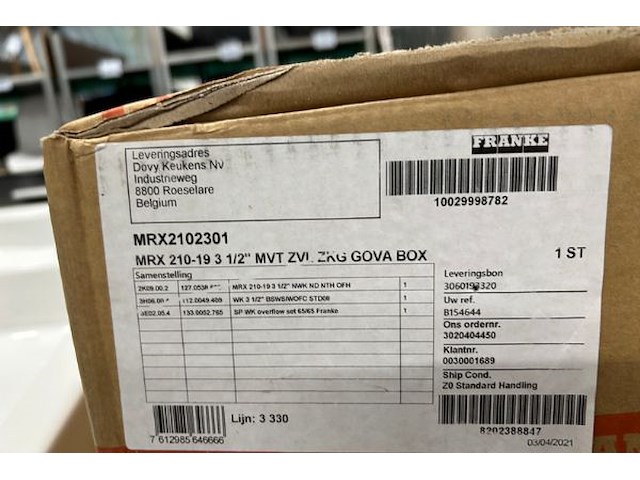 FRANKE
Leveringsadres
Dovy Keukens Nv
Industrieweg
8800 Roeselare
Belgium
10029998782
MRX2102301
MRX 210-19 3 1/2" MVT ZVL ZKG GOVA BOX
1 ST
Samenstelling
MRX 210-19 3 1/2" NWK ND NTH OFH 1
WK 3 1/2" BSWS/WOFC STD08 1
133.0052.765 SP WK overflow set 65/65 Franke 1
Leveringsbon
Uw ref.
B154644
Ons ordernr.
3020404450
Klantnr.
0030001689
Ship Cond.
Z0 Standard Handling
Lijn: 3 330
7 612985 646666
8202388847
03/04/2021